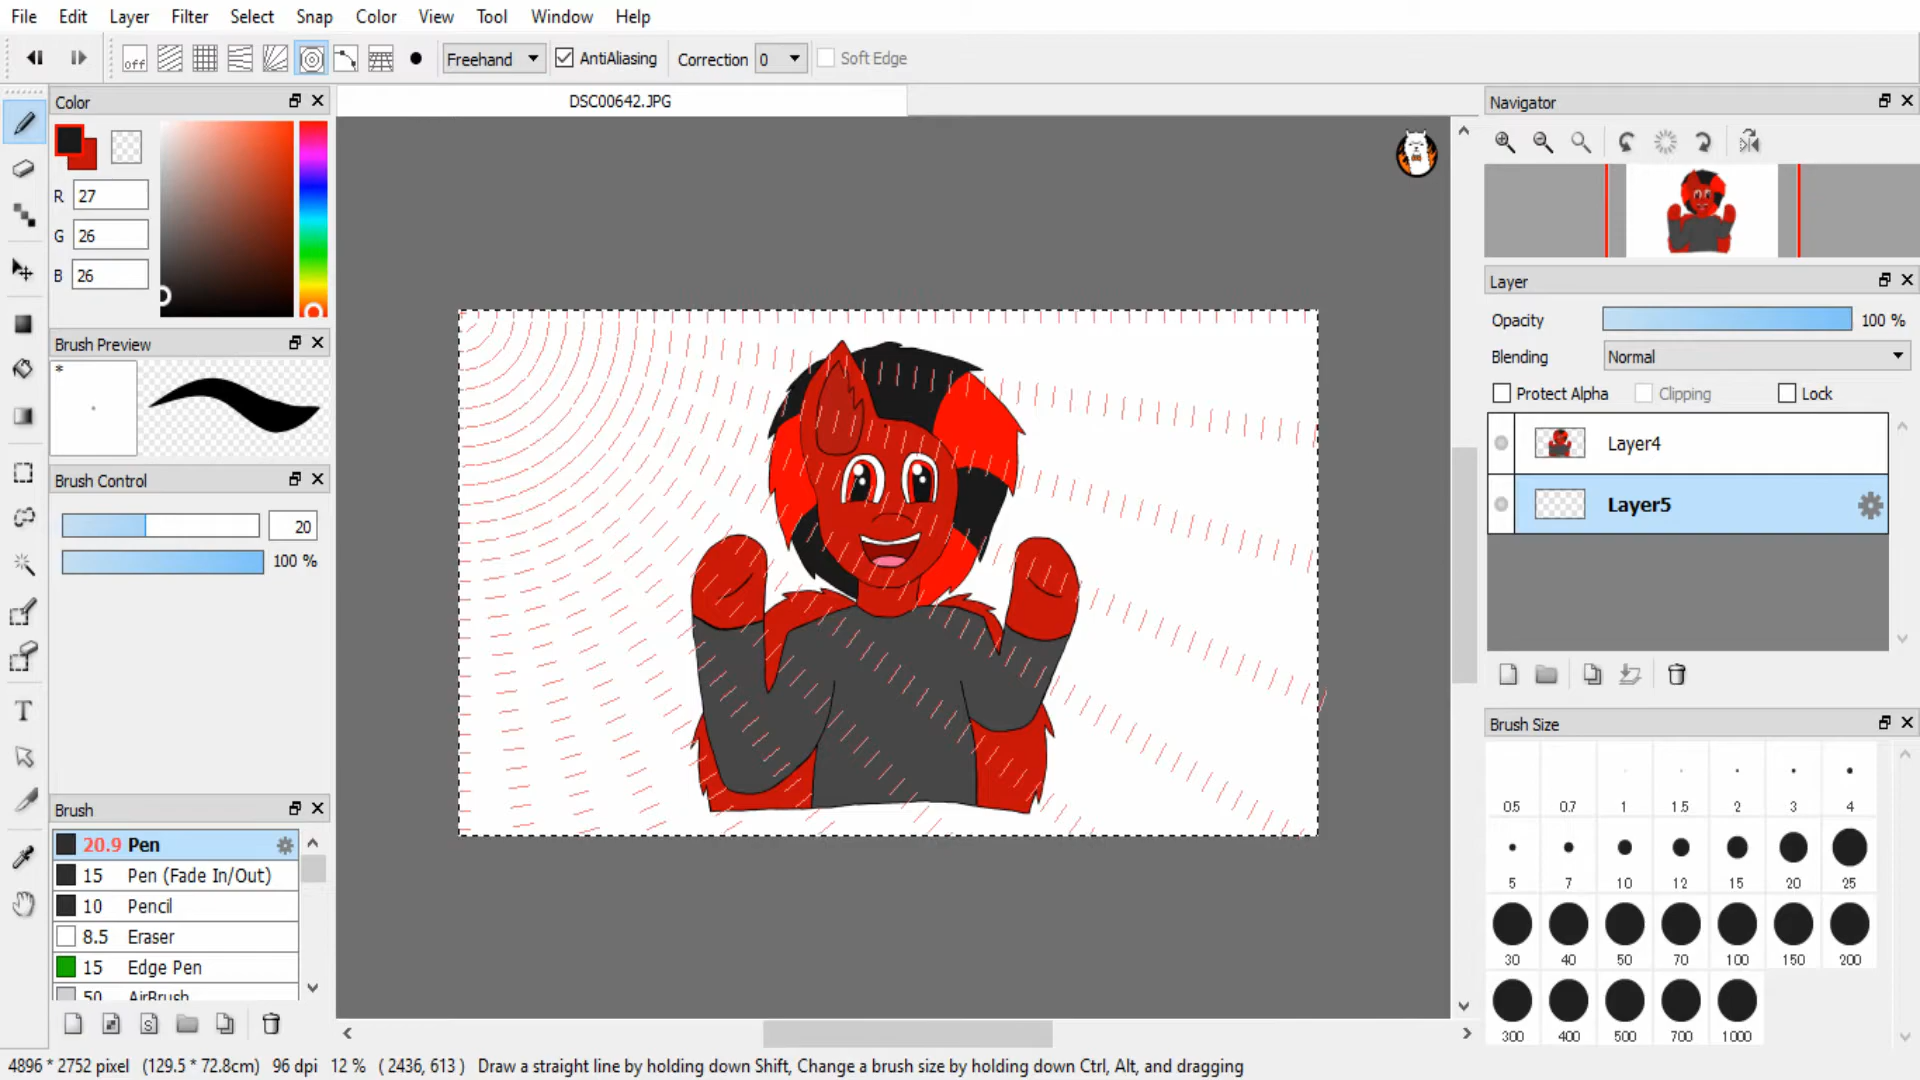 File Edit Layer Filter Select Snap Color View Tool Window Help
off Freehand AntiAliasing Correction 0 Soft Edge
Color
R 27
G 26
B 26
Brush Preview
*
Brush Control
20
100 %
Brush
20.9 Pen
15 Pen (Fade In/Out)
10 Pencil
8.5 Eraser
15 Edge Pen
50 AirBrush
T
S
DSC00642.JPG
Navigator
Layer
Opacity 100 %
Blending Normal
Protect Alpha Clipping Lock
Layer4
Layer5
Brush Size
0.5 0.7 1 1.5 2 3 4
5 7 10 12 15 20 25
30 40 50 70 100 150 200
300 400 500 700 1000
4896 * 2752 pixel (129.5 * 72.8cm) 96 dpi 12 % ( 2436, 613 ) Draw a straight line by holding down Shift, Change a brush size by holding down Ctrl, Alt, and dragging